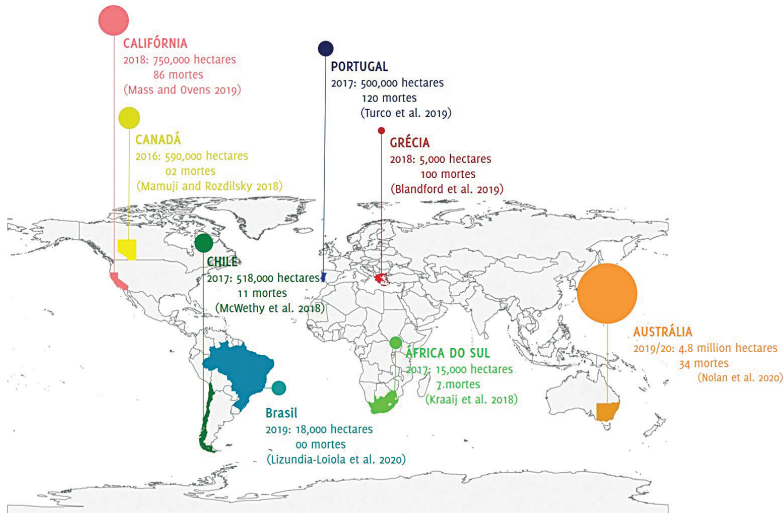 CALIFÓRNIA
2018: 750,000 hectares
86 mortes
(Mass and Ovens 2019)
PORTUGAL
2017: 500,000 hectares
120 mortes
(Turco et al. 2019)
CANADÁ
2016: 590,000 hectares
02 mortes
(Mamuji and Rozdilsky 2018)
GRÉCIA
2018: 5,000 hectares
100 mortes
(Blandford et al. 2019)
CHILE
2017: 518,000 hectares
11 mortes
(McWethy et al. 2018)
AUSTRÁLIA
2019/20: 4.8 million hectares
34 mortes
(Nolan et al. 2020)
ÁFRICA DO SUL
2017: 15,000 hectares
7.mortes
(Kraaij et al. 2018)
Brasil
2019: 18,000 hectares
00 mortes
(Lizundia-Loiola et al. 2020)